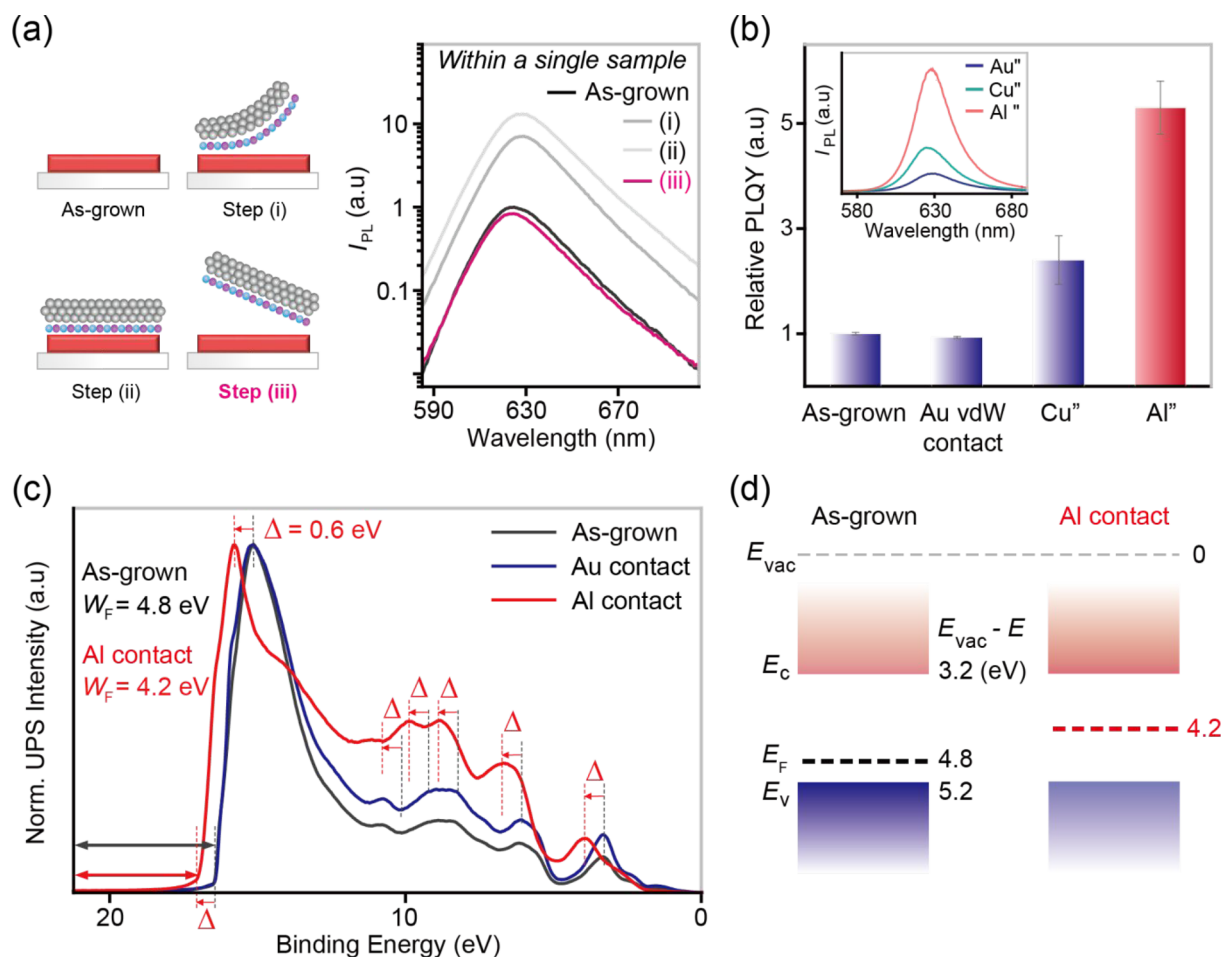 (a)
As-grown
Step (i)
Step (ii)
Step (iii)
Within a single sample
As-grown
(i)
(ii)
(iii)
I_PL (a.u)
10
1
0.1
590
630
670
Wavelength (nm)
(b)
Relative PLQY (a.u)
5
3
1
I_PL (a.u)
Au"
Cu"
Al "
580
630
680
Wavelength (nm)
As-grown
Au vdW
contact
Cu”
Al”
(c)
Norm. UPS Intensity (a.u)
Δ = 0.6 eV
As-grown
W_F = 4.8 eV
Al contact
W_F = 4.2 eV
As-grown
Au contact
Al contact
Δ
Δ
Δ
Δ
Δ
Δ
20
10
0
Binding Energy (eV)
(d)
As-grown
Al contact
E_vac
0
E_vac - E
E_c
3.2 (eV)
4.2
E_F
4.8
E_V
5.2